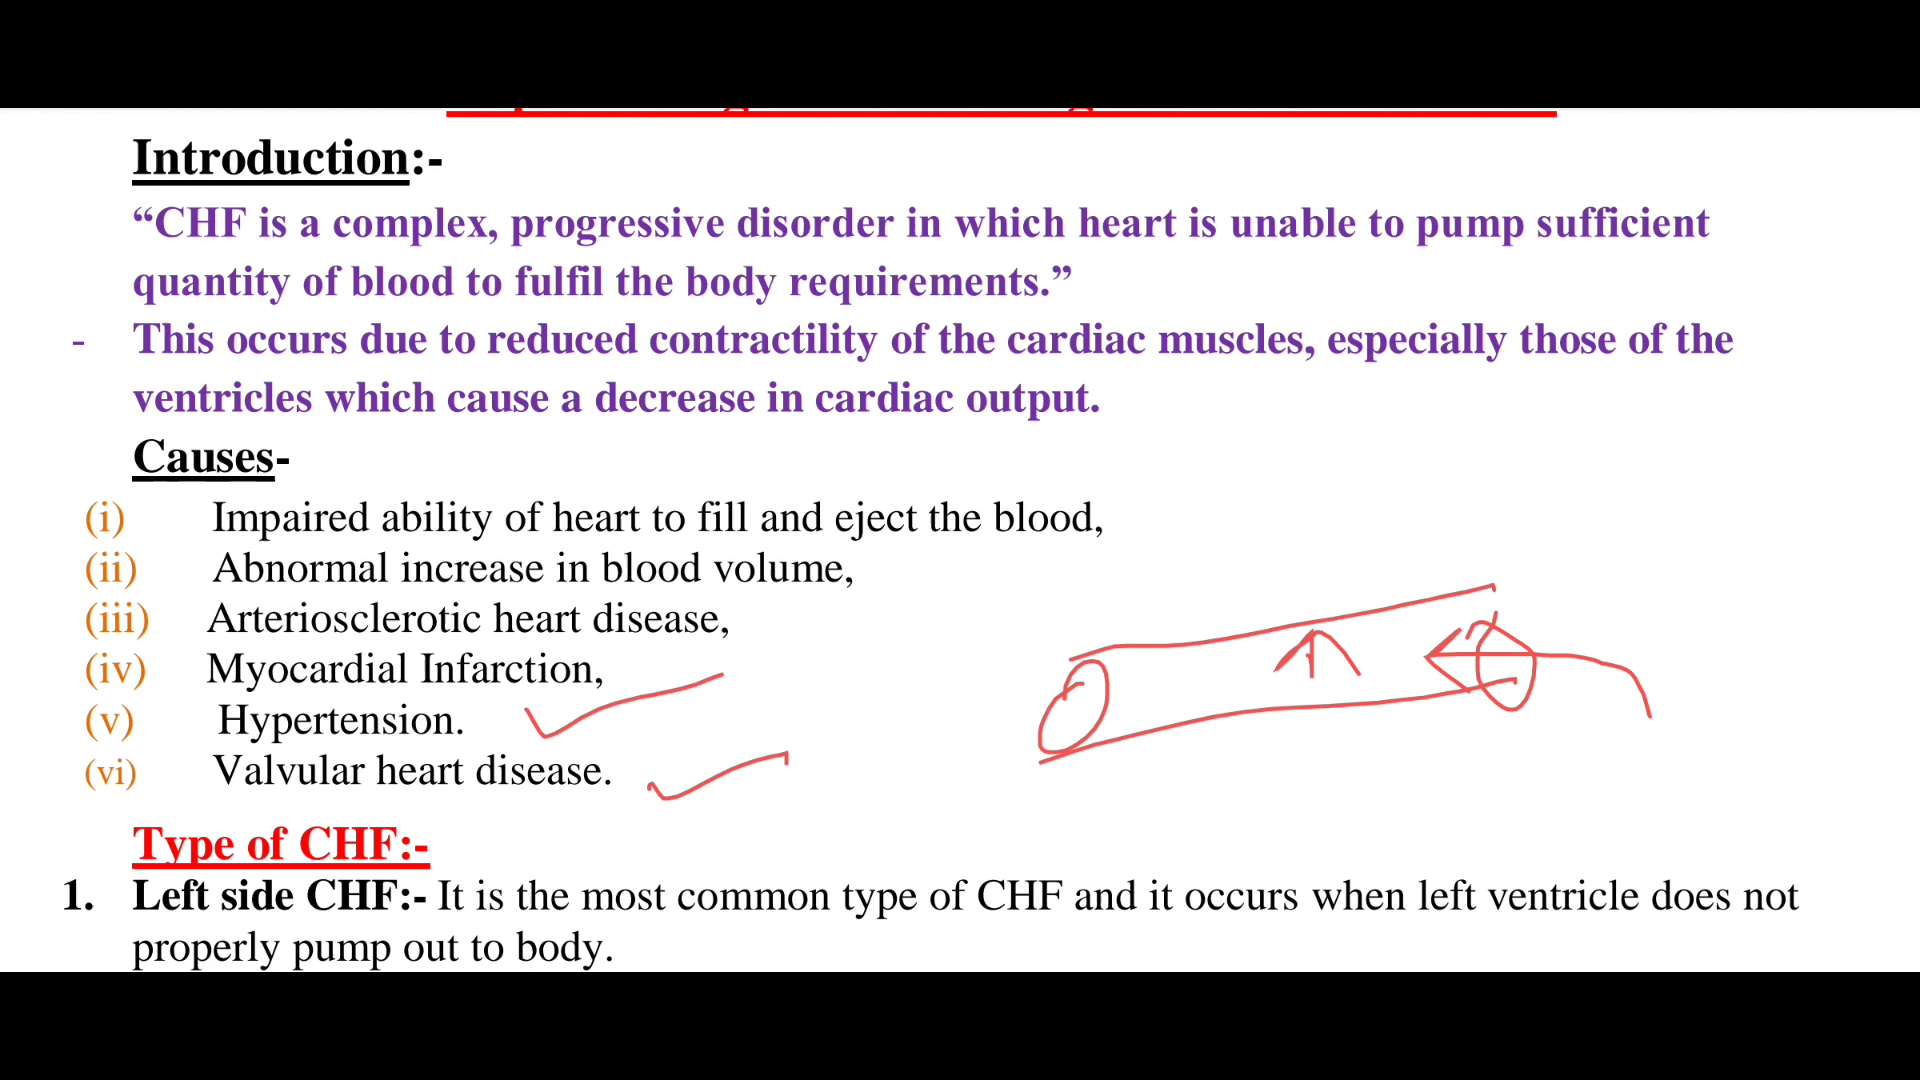 Introduction:-
“CHF is a complex, progressive disorder in which heart is unable to pump sufficient
quantity of blood to fulfil the body requirements.”
- This occurs due to reduced contractility of the cardiac muscles, especially those of the
ventricles which cause a decrease in cardiac output.
Causes-
(i) Impaired ability of heart to fill and eject the blood,
(ii) Abnormal increase in blood volume,
(iii) Arteriosclerotic heart disease,
(iv) Myocardial Infarction,
(v) Hypertension.
(vi) Valvular heart disease.
Type of CHF:-
1. Left side CHF:- It is the most common type of CHF and it occurs when left ventricle does not
properly pump out to body.